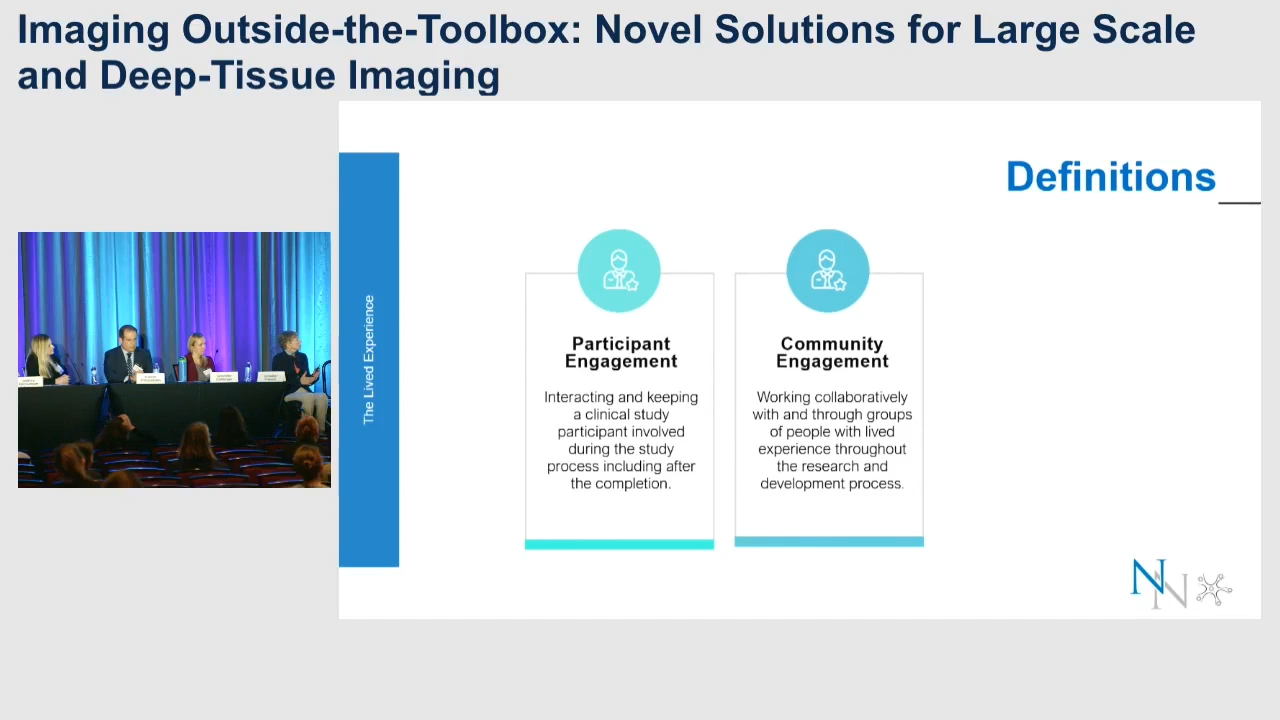 Imaging Outside-the-Toolbox: Novel Solutions for Large Scale
and Deep-Tissue Imaging
Definitions
The Lived Experience
Participant
Engagement
Interacting and keeping
a clinical study
participant involved
during the study
process including after
the completion.
Community
Engagement
Working collaboratively
with and through groups
of people with lived
experience throughout
the research and
development process.
NN